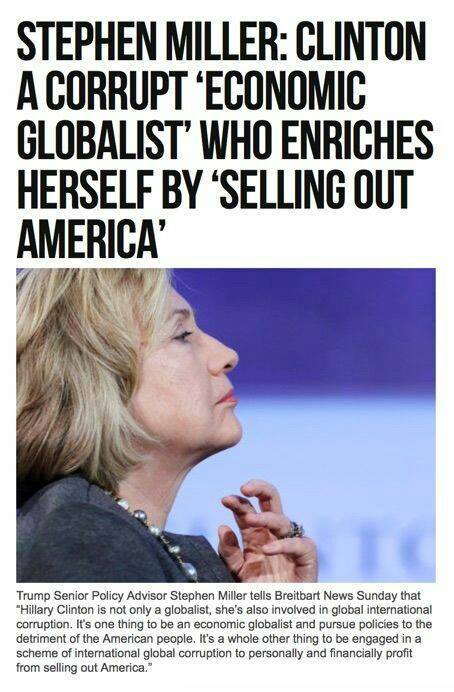 STEPHEN MILLER: CLINTON
A CORRUPT ‘ECONOMIC
GLOBALIST’ WHO ENRICHES
HERSELF BY ‘SELLING OUT
AMERICA’
Trump Senior Policy Advisor Stephen Miller tells Breitbart News Sunday that
“Hillary Clinton is not only a globalist, she’s also involved in global international
corruption. It’s one thing to be an economic globalist and pursue policies to the
detriment of the American people. It’s a whole other thing to be engaged in a
scheme of international global corruption to personally and financially profit
from selling out America.”